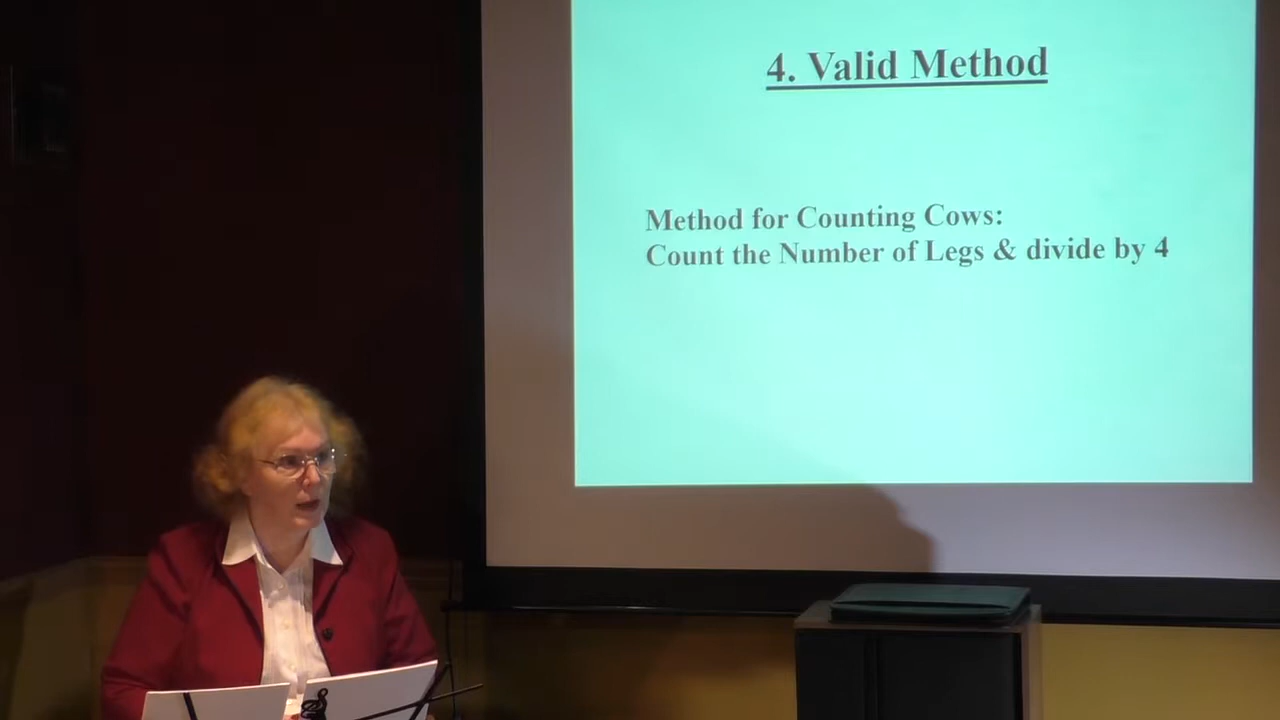 4. Valid Method
Method for Counting Cows:
Count the Number of Legs & divide by 4